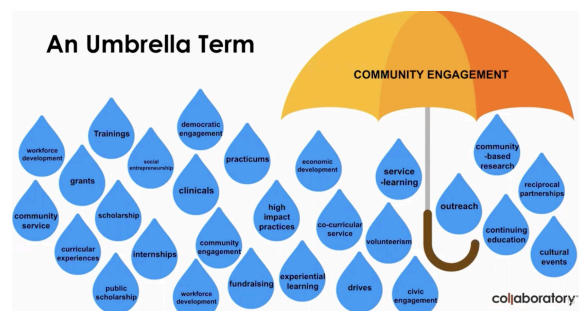 An Umbrella Term
COMMUNITY ENGAGEMENT
workforce
development
Trainings
social
entrepreneurship
democratic
engagement
practicums
economic
development
service
-learning
community
-based
research
reciprocal
partnerships
grants
clinicals
community
service
scholarship
high
impact
practices
co-curricular
service
volunteerism
outreach
continuing
education
cultural
events
curricular
experiences
internships
community
engagement
public
scholarship
workforce
development
fundraising
experiential
learning
drives
civic
engagement
collaboratory